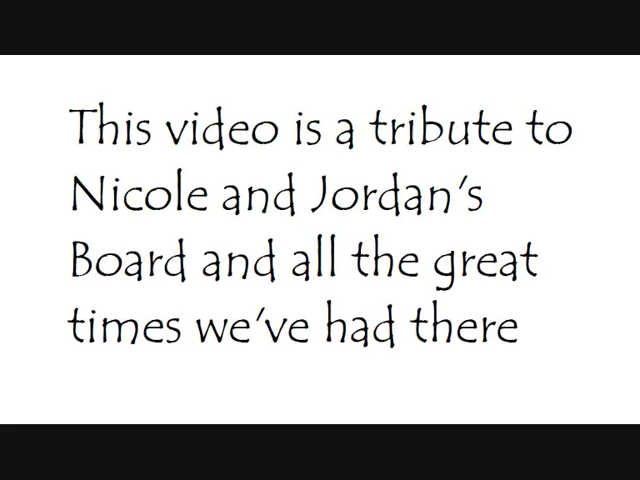 This video is a tribute to
Nicole and Jordan's
Board and all the great
times we've had there